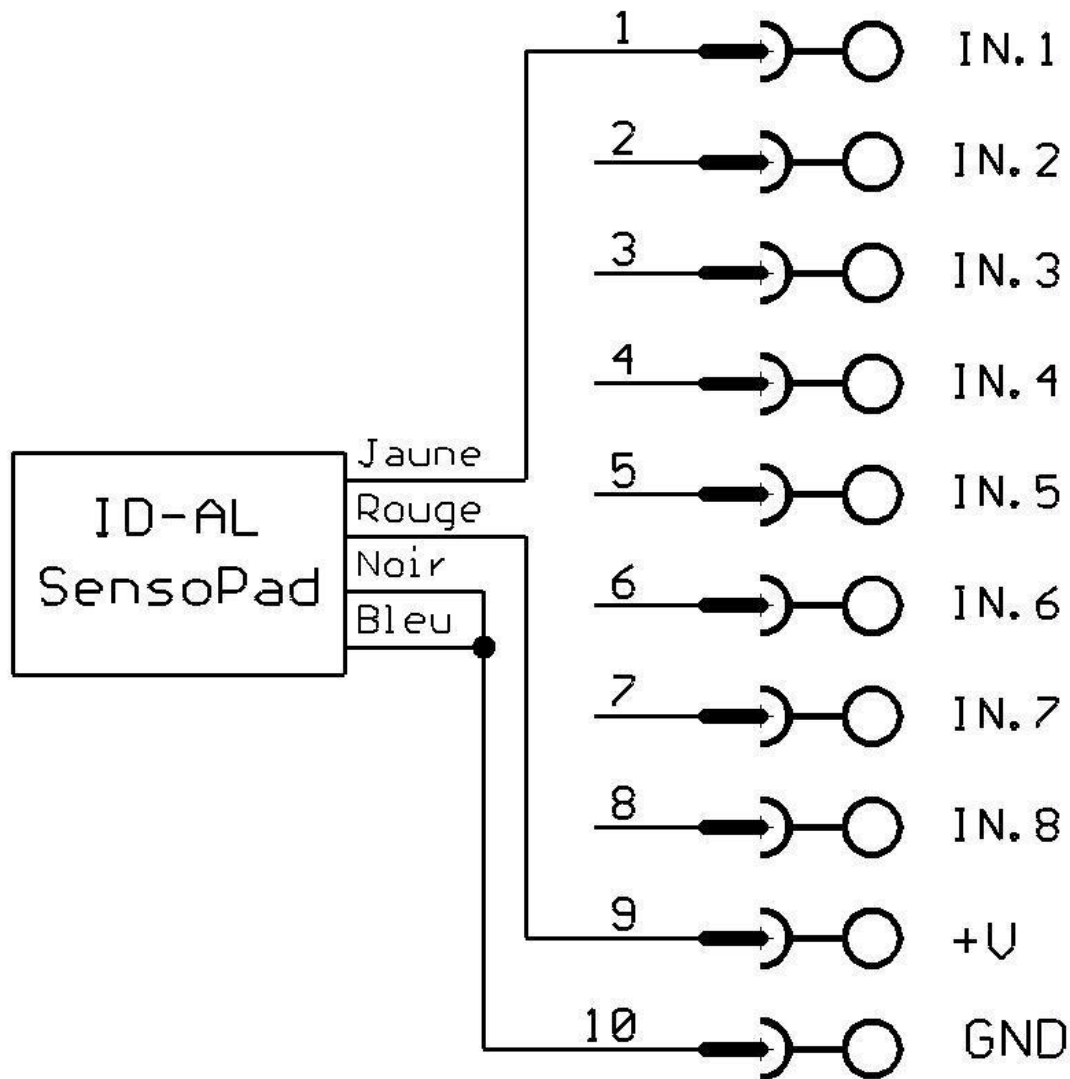 1 IN.1
2 IN.2
3 IN.3
4 IN.4
Jaune
5 IN.5
ID-AL
Rouge
Noir
SensoPad
6 IN.6
Bleu
7 IN.7
8 IN.8
9 +V
10 GND